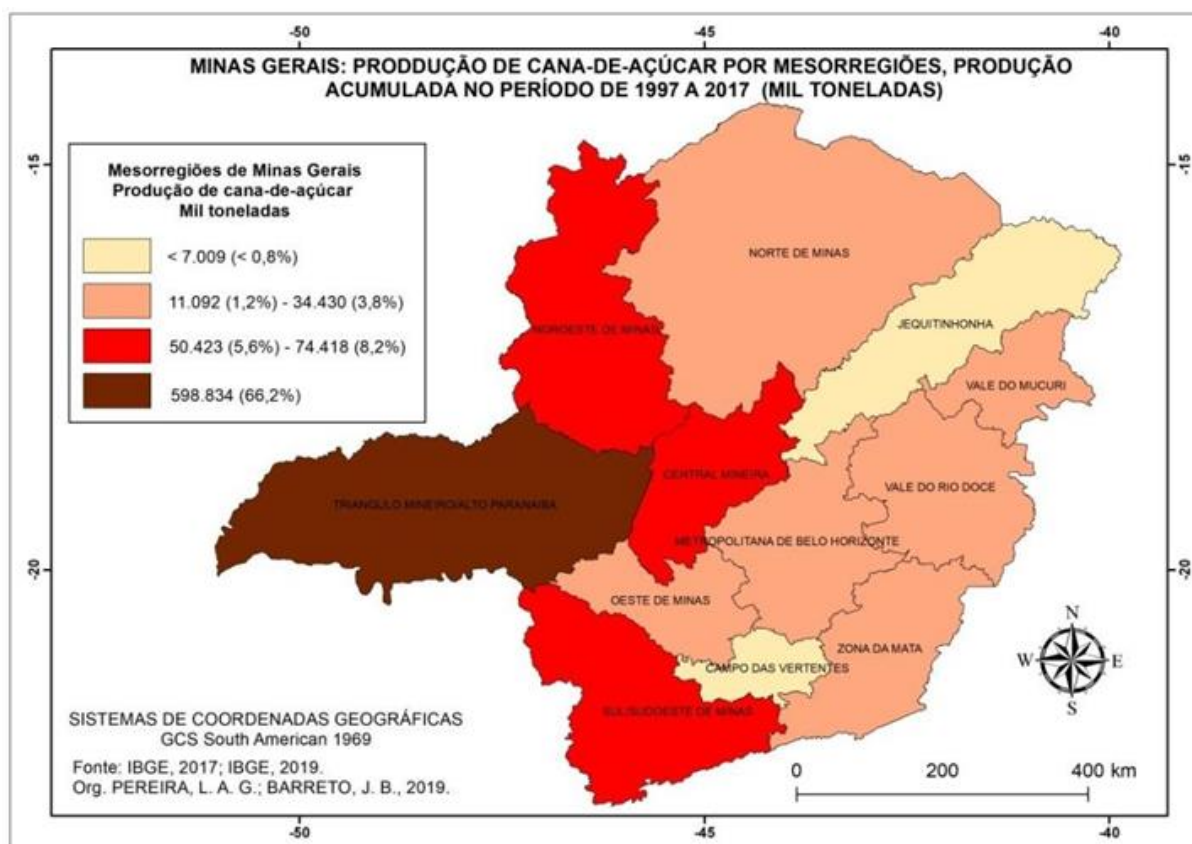 -50
-45
-40
MINAS GERAIS: PRODDUÇÃO DE CANA-DE-AÇÚCAR POR MESORREGIÕES, PRODUÇÃO
ACUMULADA NO PERÍODO DE 1997 A 2017 (MIL TONELADAS)
-15
-15
Mesorregiões de Minas Gerais
Produção de cana-de-açúcar
Mil toneladas
< 7.009 (< 0,8%)
11.092 (1,2%) - 34.430 (3,8%)
50.423 (5,6%) - 74.418 (8,2%)
598.834 (66,2%)
NORTE DE MINAS
JEQUITINHONHA
NOROESTE DE MINAS
VALE DO MUCURI
CENTRAL MINEIRA
VALE DO RIO DOCE
TRIANGULO MINEIRO/ALTO PARANAIBA
METROPOLITANA DE BELO HORIZONTE
-20
-20
OESTE DE MINAS
ZONA DA MATA
CAMPO DAS VERTENTES
SUL/SUDOESTE DE MINAS
N
W
E
S
SISTEMAS DE COORDENADAS GEOGRÁFICAS
GCS South American 1969
Fonte: IBGE, 2017; IBGE, 2019.
Org. PEREIRA, L. A. G.; BARRETO, J. B., 2019.
0 200 400 km
-50
-45
-40